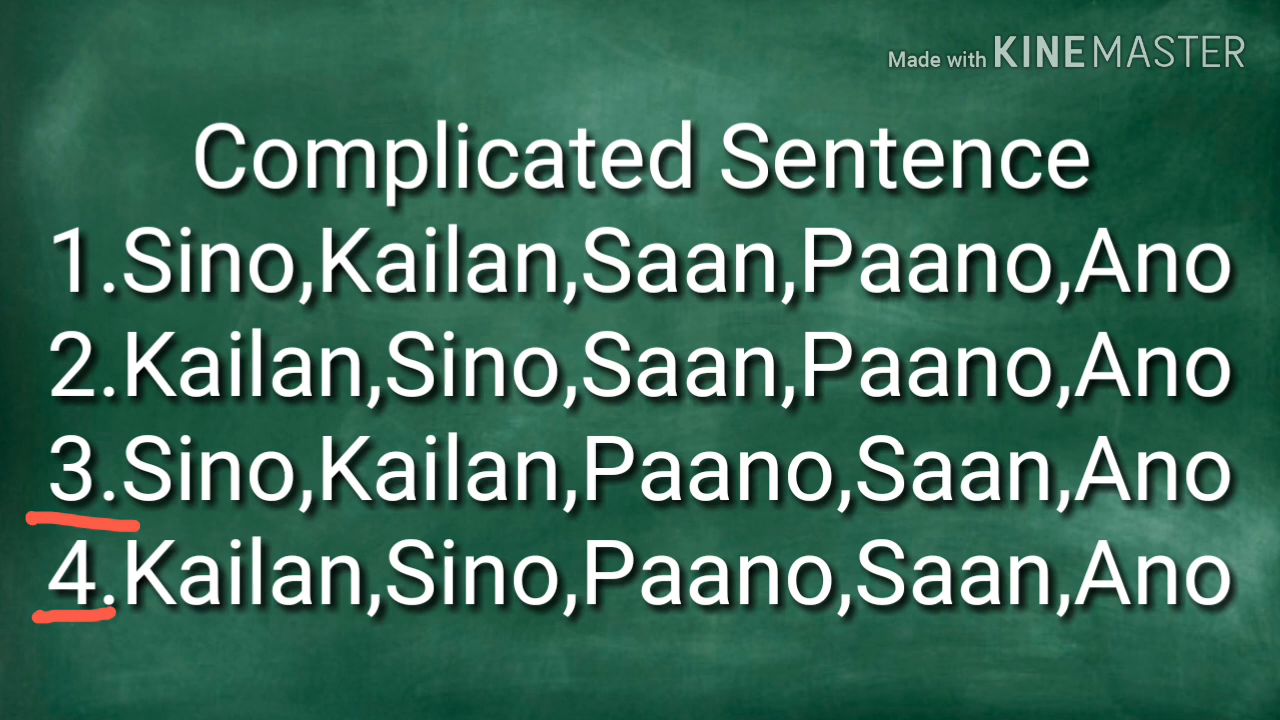 Made with KINEMASTER
Complicated Sentence
1.Sino,Kailan,Saan,Paano,Ano
2.Kailan,Sino,Saan,Paano,Ano
3.Sino,Kailan,Paano,Saan,Ano
4.Kailan,Sino,Paano,Saan,Ano